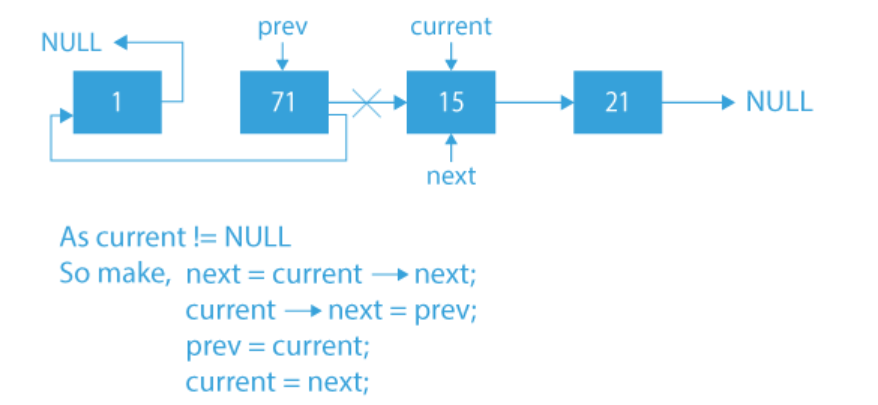 prev current
NULL
1 71 15 21 NULL
next
As current != NULL
So make, next = current → next;
current → next = prev;
prev = current;
current = next;